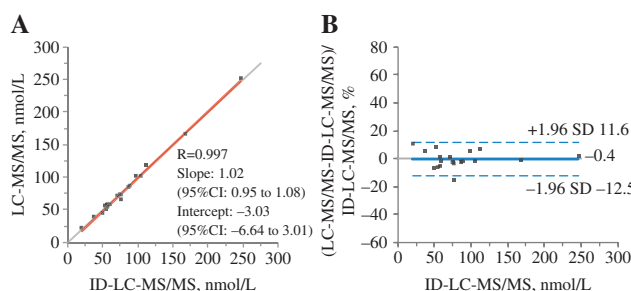 A
LC-MS/MS, nmol/L
300
250
200
150
100
50
0
R=0.997
Slope: 1.02
(95%CI: 0.95 to 1.08)
Intercept: –3.03
(95%CI: –6.64 to 3.01)
0 50 100 150 200 250 300
ID-LC-MS/MS, nmol/L
B
(LC-MS/MS-ID-LC-MS/MS)/
ID-LC-MS/MS, %
80
60
40
20
0
–20
–40
–60
+1.96 SD 11.6
–0.4
–1.96 SD –12.5
0 50 100 150 200 250 300
ID-LC-MS/MS, nmol/L